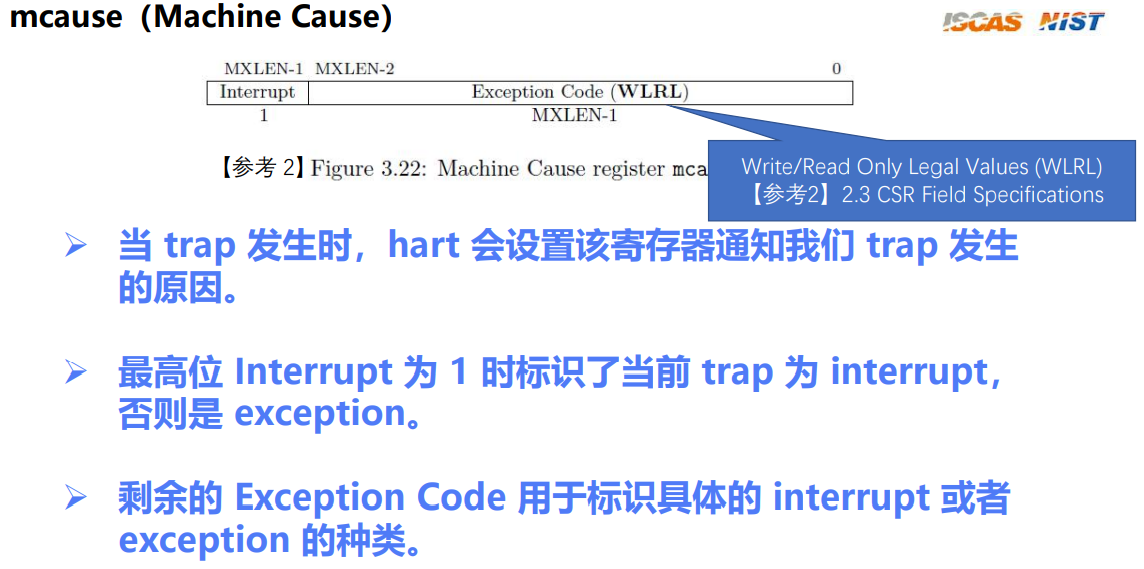 mcause（Machine Cause）
ISCAS NIST
MXLEN-1 MXLEN-2 0
Interrupt Exception Code (WLRL)
1 MXLEN-1
【参考 2】Figure 3.22: Machine Cause register mca
Write/Read Only Legal Values (WLRL)
【参考2】2.3 CSR Field Specifications
➢ 当 trap 发生时，hart 会设置该寄存器通知我们 trap 发生
的原因。
➢ 最高位 Interrupt 为 1 时标识了当前 trap 为 interrupt，
否则是 exception。
➢ 剩余的 Exception Code 用于标识具体的 interrupt 或者
exception 的种类。